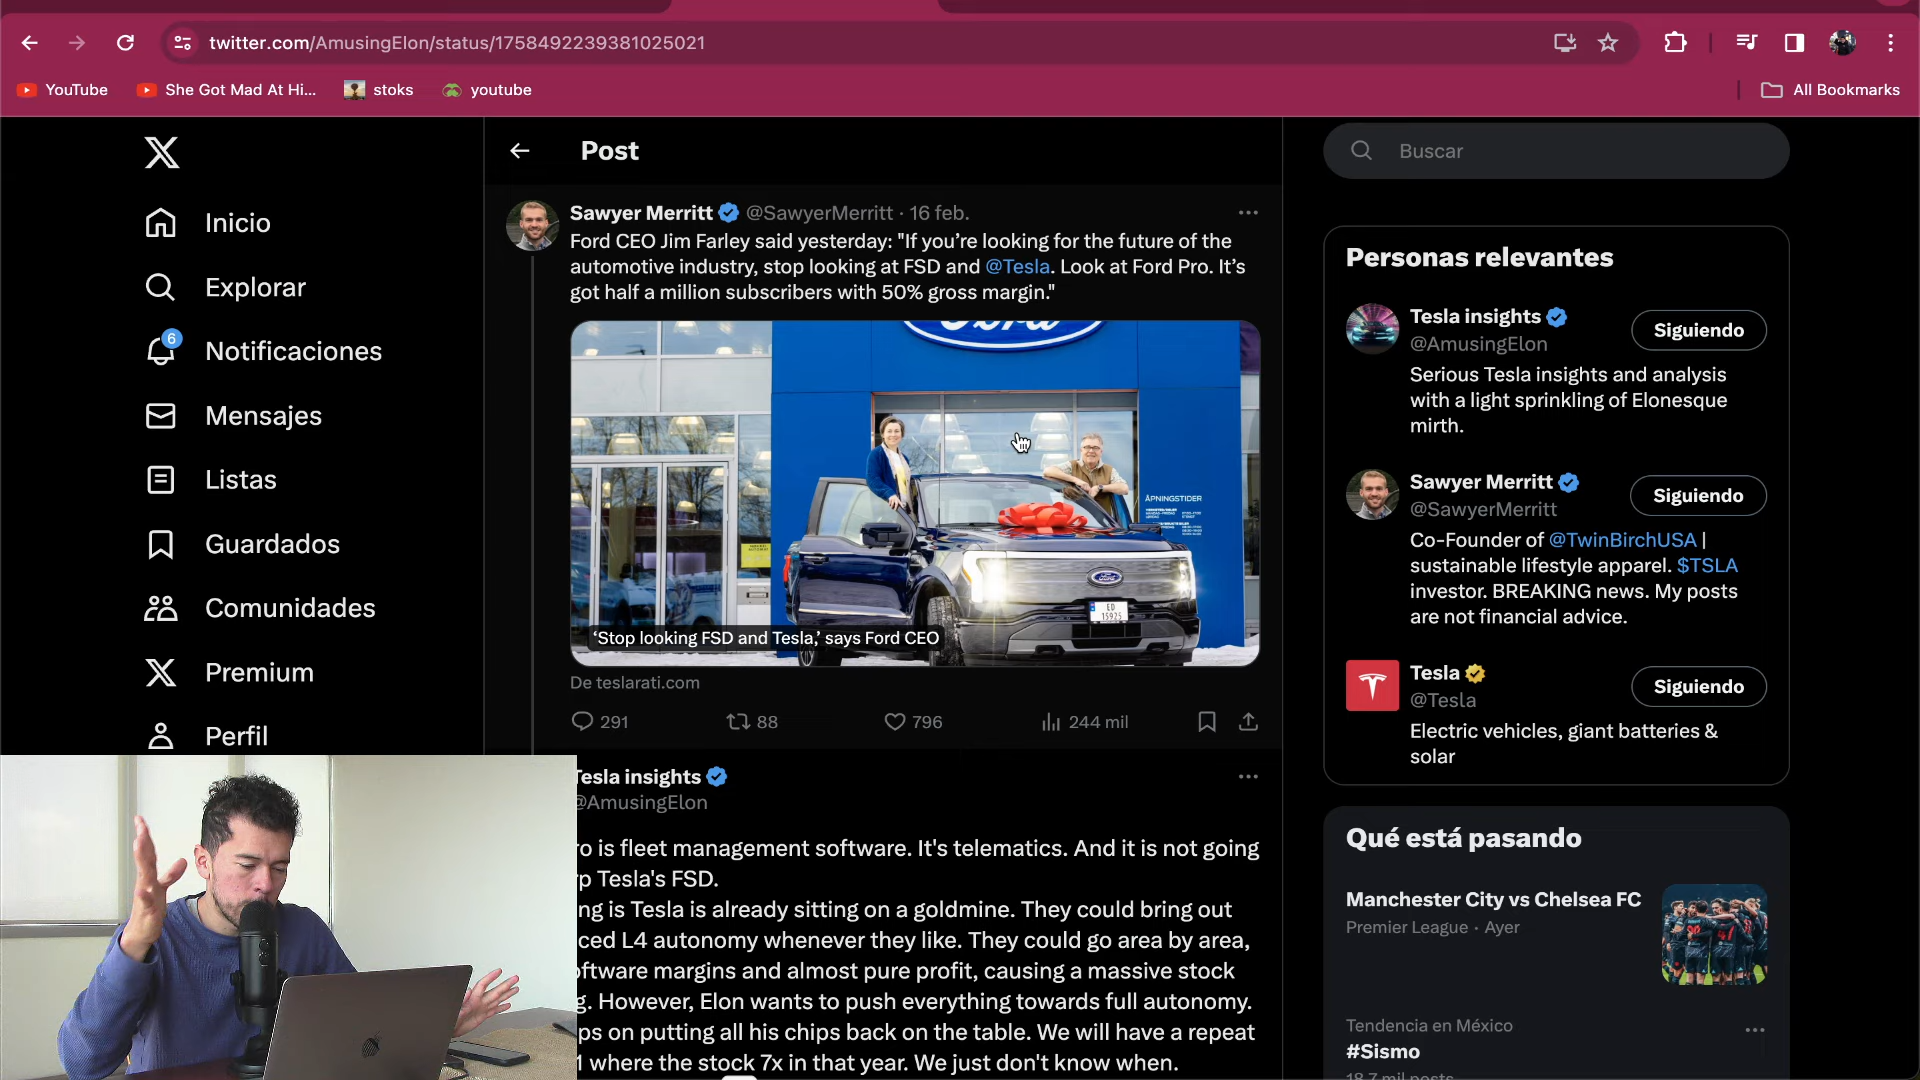 twitter.com/AmusingElon/status/1758492239381025021
YouTube
She Got Mad At Hi...
stoks
youtube
All Bookmarks
Inicio
Explorar
6
Notificaciones
Mensajes
Listas
Guardados
Comunidades
Premium
Perfil
Post
Sawyer Merritt @SawyerMerritt · 16 feb.
Ford CEO Jim Farley said yesterday: "If you’re looking for the future of the
automotive industry, stop looking at FSD and @Tesla. Look at Ford Pro. It’s
got half a million subscribers with 50% gross margin."
Ford
ÅPNINGSTIDER
Ford
ED 15925
‘Stop looking FSD and Tesla,’ says Ford CEO
De teslarati.com
291
88
796
244 mil
Tesla insights
@AmusingElon
ro is fleet management software. It's telematics. And it is not going
p Tesla's FSD.
ng is Tesla is already sitting on a goldmine. They could bring out
ced L4 autonomy whenever they like. They could go area by area,
oftware margins and almost pure profit, causing a massive stock
g. However, Elon wants to push everything towards full autonomy.
ps on putting all his chips back on the table. We will have a repeat
1 where the stock 7x in that year. We just don't know when.
Buscar
Personas relevantes
Tesla insights
@AmusingElon
Siguiendo
Serious Tesla insights and analysis
with a light sprinkling of Elonesque
mirth.
Sawyer Merritt
@SawyerMerritt
Siguiendo
Co-Founder of @TwinBirchUSA |
sustainable lifestyle apparel. $TSLA
investor. BREAKING news. My posts
are not financial advice.
Tesla
@Tesla
Siguiendo
Electric vehicles, giant batteries &
solar
Qué está pasando
Manchester City vs Chelsea FC
Premier League · Ayer
Tendencia en México
#Sismo
18.7 mil posts